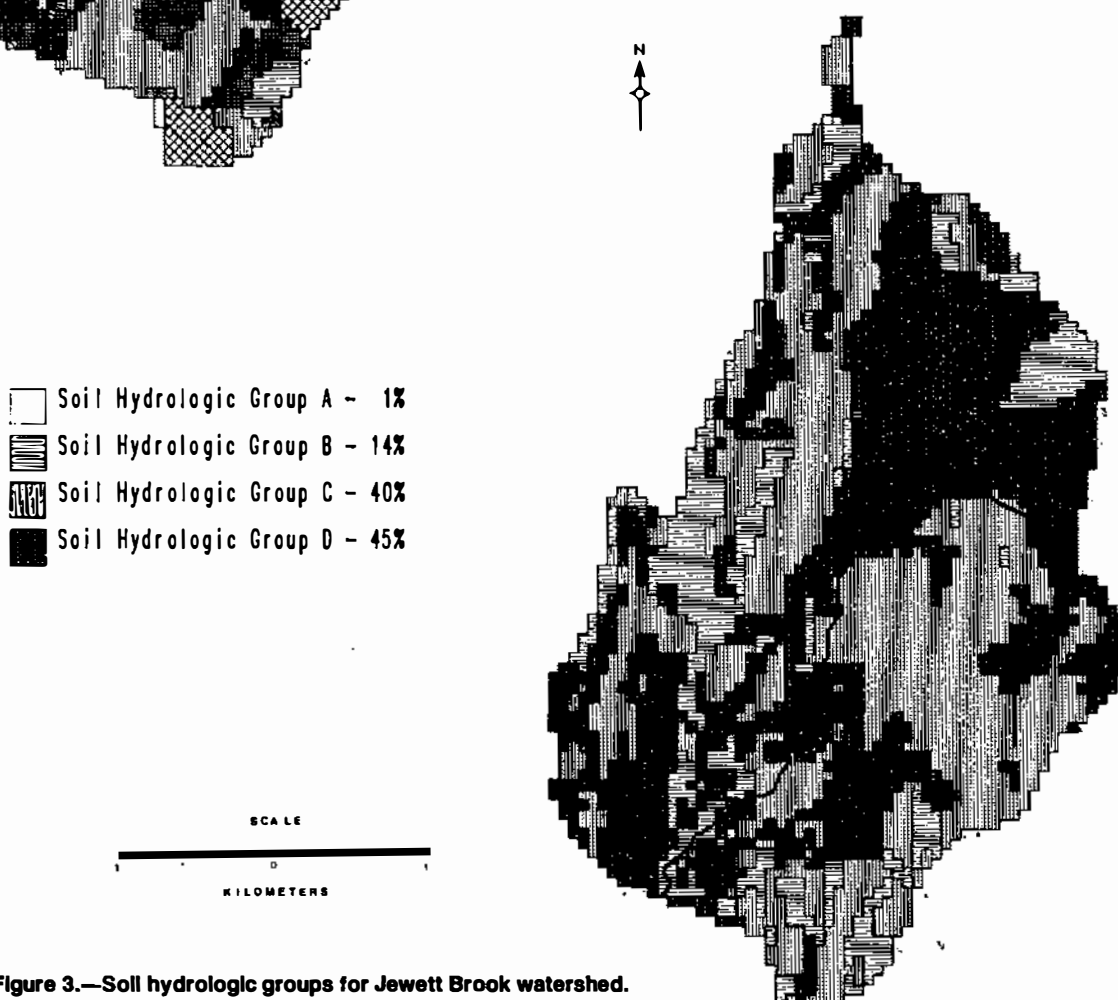 N
Soil Hydrologic Group A - 1%
Soil Hydrologic Group B - 14%
Soil Hydrologic Group C - 40%
Soil Hydrologic Group D - 45%
SCALE
1 0 1
KILOMETERS
Figure 3.—Soil hydrologic groups for Jewett Brook watershed.